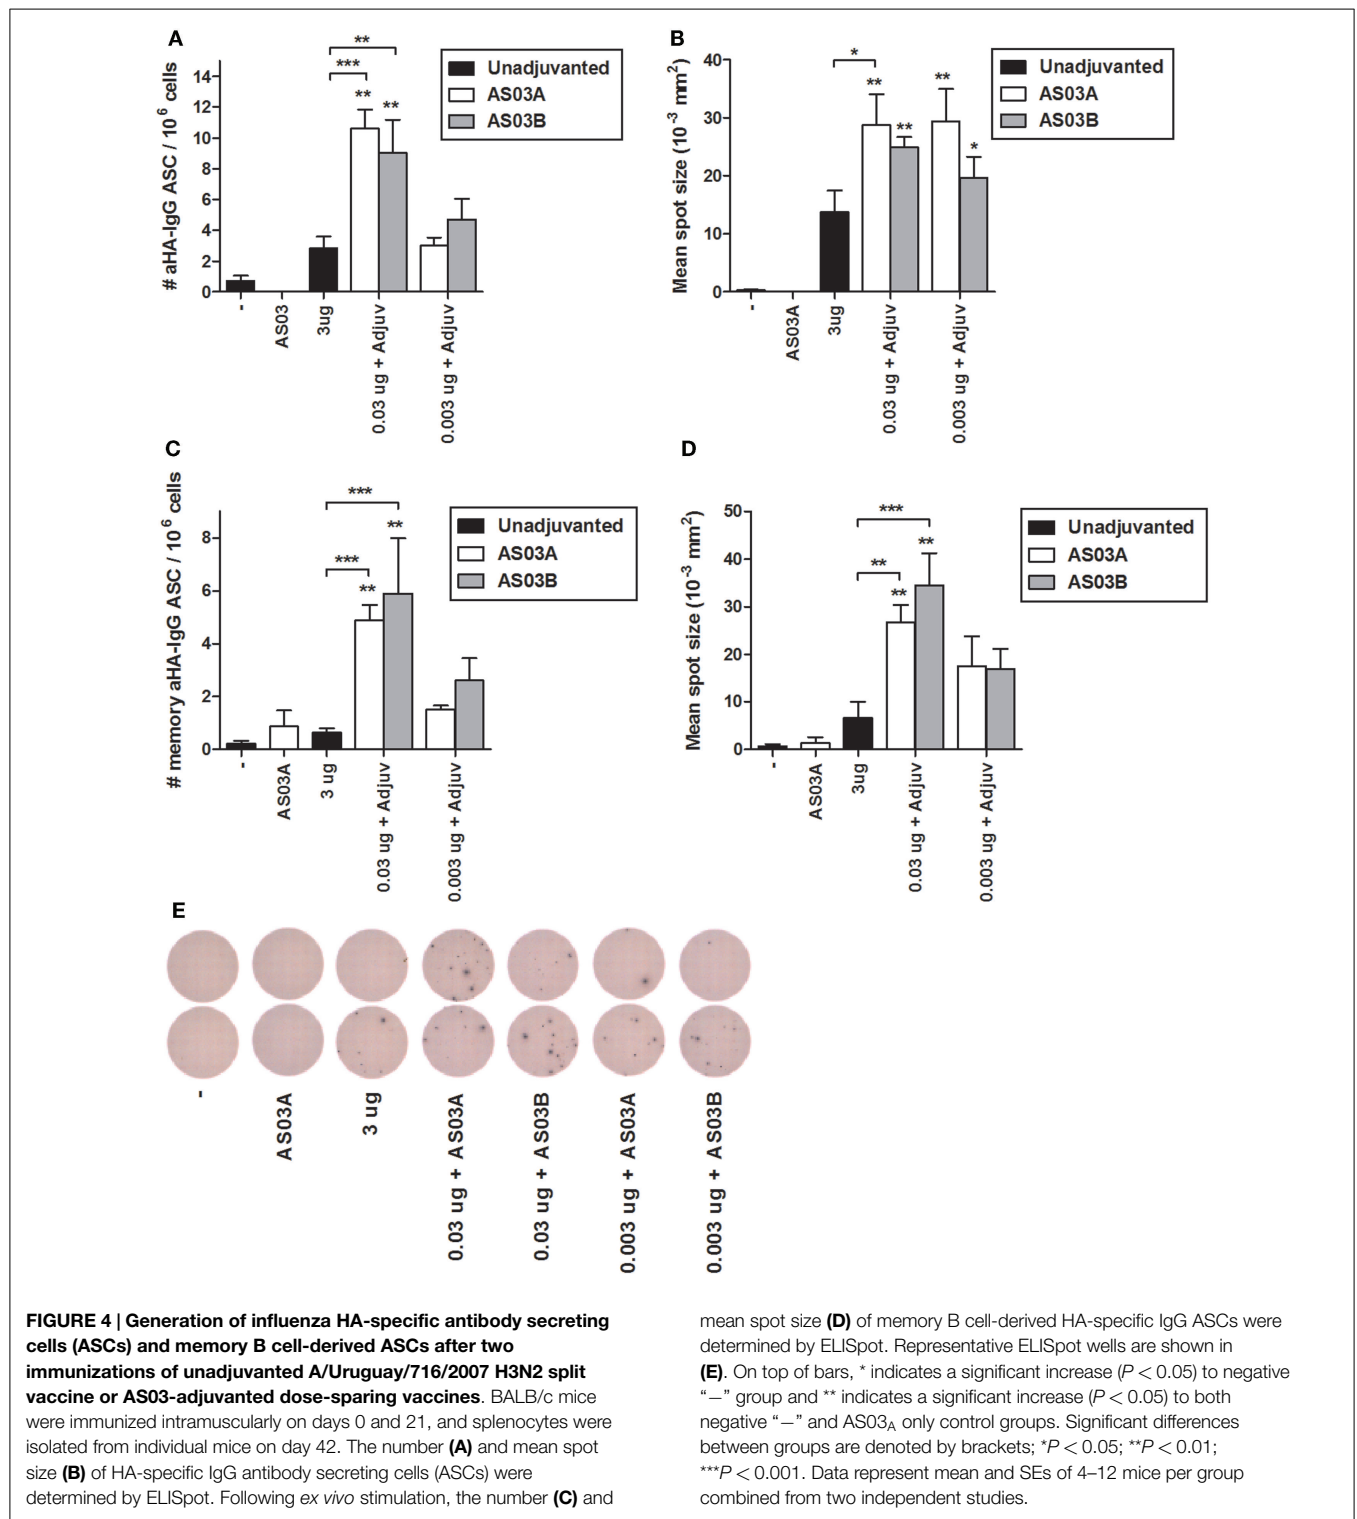 A
# aHA-IgG ASC / 10⁶ cells
14
12
10
8
6
4
2
0
**
***
**
**
Unadjuvanted
AS03A
AS03B
-
AS03
3ug
0.03 ug + Adjuv
0.003 ug + Adjuv
B
Mean spot size (10⁻³ mm²)
40
30
20
10
0
*
**
**
**
*
Unadjuvanted
AS03A
AS03B
-
AS03A
3ug
0.03 ug + Adjuv
0.003 ug + Adjuv
C
# memory aHA-IgG ASC / 10⁶ cells
8
6
4
2
0
***
**
***
**
Unadjuvanted
AS03A
AS03B
-
AS03A
3 ug
0.03 ug + Adjuv
0.003 ug + Adjuv
D
Mean spot size (10⁻³ mm²)
50
40
30
20
10
0
***
**
**
**
Unadjuvanted
AS03A
AS03B
-
AS03A
3ug
0.03 ug + Adjuv
0.003 ug + Adjuv
E
-
AS03A
3 ug
0.03 ug + AS03A
0.03 ug + AS03B
0.003 ug + AS03A
0.003 ug + AS03B
FIGURE 4 | Generation of influenza HA-specific antibody secreting
cells (ASCs) and memory B cell-derived ASCs after two
immunizations of unadjuvanted A/Uruguay/716/2007 H3N2 split
vaccine or AS03-adjuvanted dose-sparing vaccines. BALB/c mice
were immunized intramuscularly on days 0 and 21, and splenocytes were
isolated from individual mice on day 42. The number (A) and mean spot
size (B) of HA-specific IgG antibody secreting cells (ASCs) were
determined by ELISpot. Following ex vivo stimulation, the number (C) and
mean spot size (D) of memory B cell-derived HA-specific IgG ASCs were
determined by ELISpot. Representative ELISpot wells are shown in
(E). On top of bars, * indicates a significant increase (P < 0.05) to negative
“−” group and ** indicates a significant increase (P < 0.05) to both
negative “−” and AS03A only control groups. Significant differences
between groups are denoted by brackets; *P < 0.05; **P < 0.01;
***P < 0.001. Data represent mean and SEs of 4–12 mice per group
combined from two independent studies.